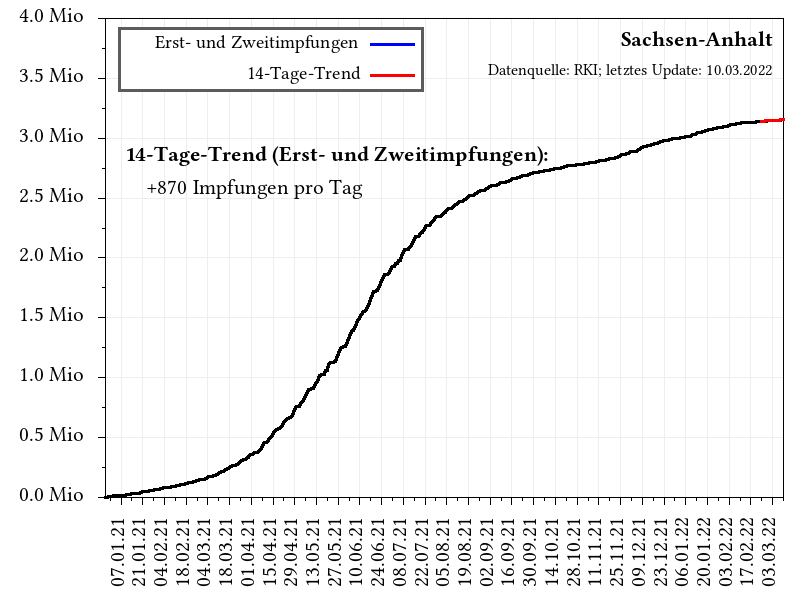 4.0 Mio
3.5 Mio
3.0 Mio
2.5 Mio
2.0 Mio
1.5 Mio
1.0 Mio
0.5 Mio
0.0 Mio
Erst- und Zweitimpfungen
14-Tage-Trend
Sachsen-Anhalt
Datenquelle: RKI; letztes Update: 10.03.2022
14-Tage-Trend (Erst- und Zweitimpfungen):
+870 Impfungen pro Tag
07.01.21
21.01.21
04.02.21
18.02.21
04.03.21
18.03.21
01.04.21
15.04.21
29.04.21
13.05.21
27.05.21
10.06.21
24.06.21
08.07.21
22.07.21
05.08.21
19.08.21
02.09.21
16.09.21
30.09.21
14.10.21
28.10.21
11.11.21
25.11.21
09.12.21
23.12.21
06.01.22
20.01.22
03.02.22
17.02.22
03.03.22